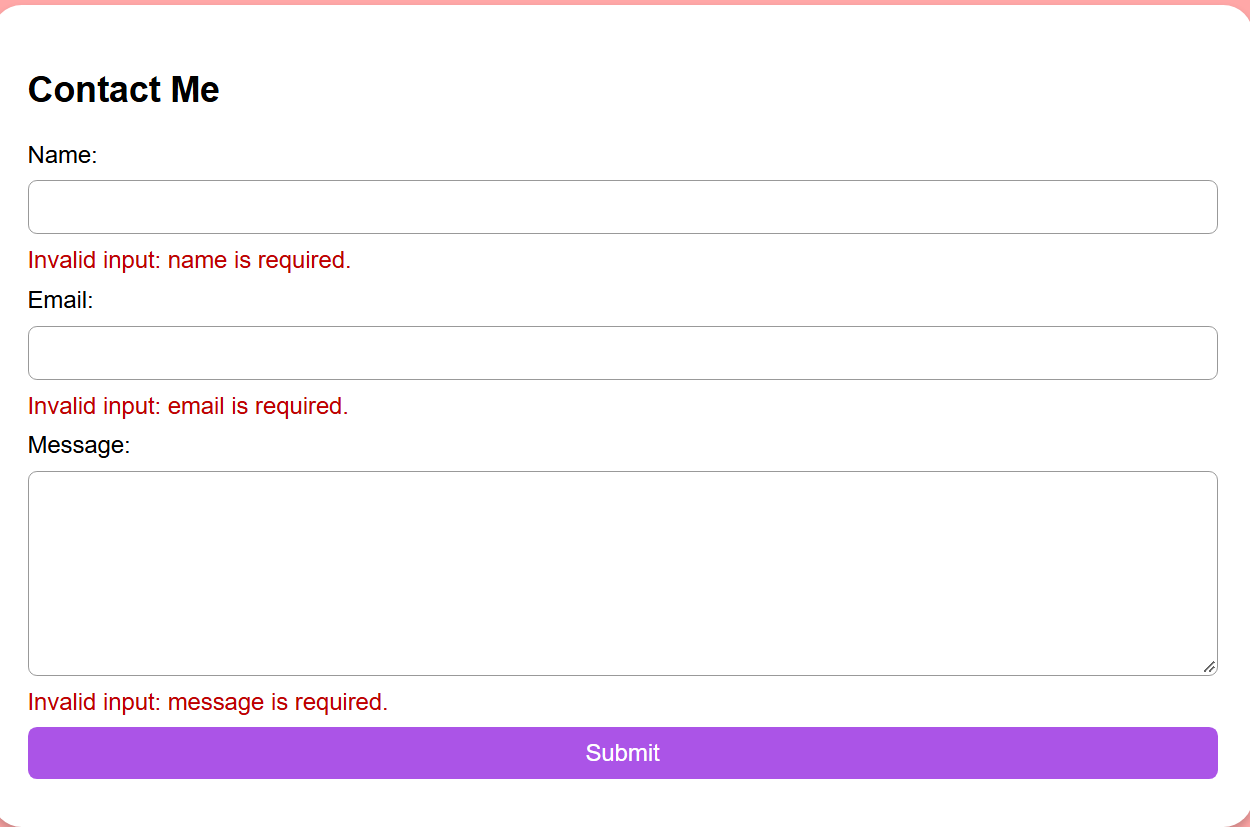 Contact Me
Name:
Invalid input: name is required.
Email:
Invalid input: email is required.
Message:
Invalid input: message is required.
Submit